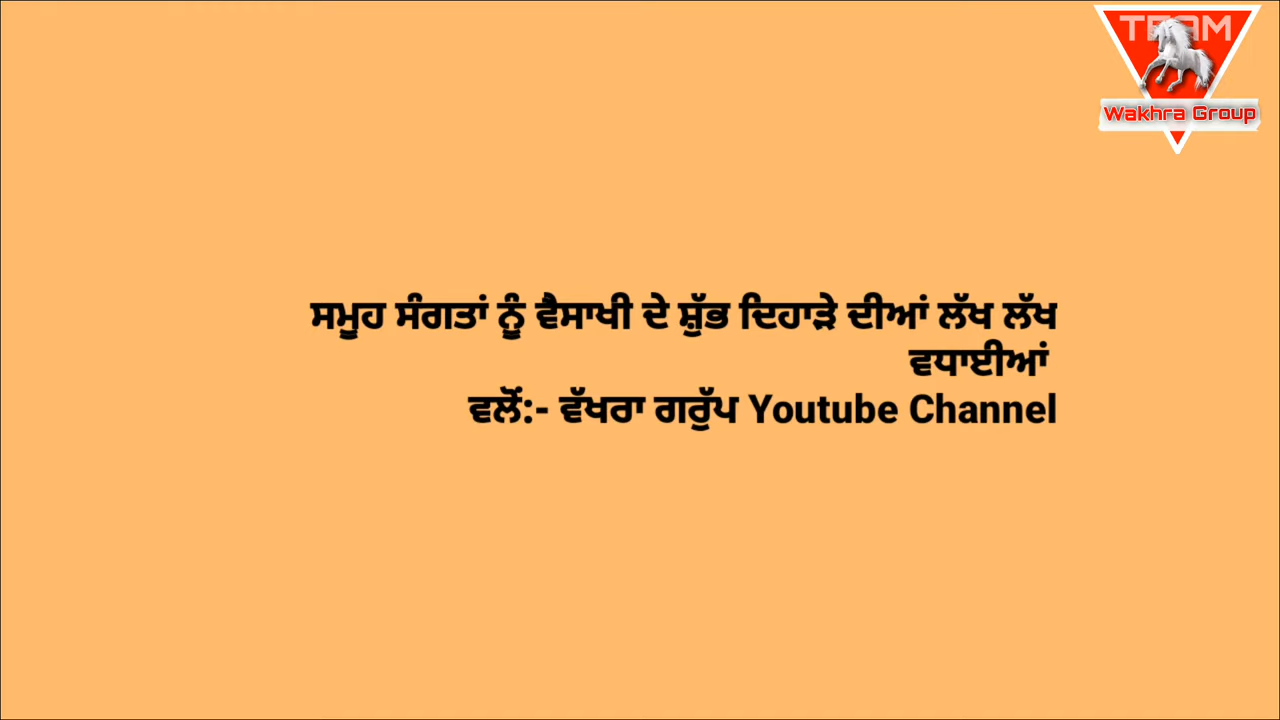 TEAM
Wakhra Group
ਸਮੂਹ ਸੰਗਤਾਂ ਨੂੰ ਵੈਸਾਖੀ ਦੇ ਸ਼ੁੱਭ ਦਿਹਾੜੇ ਦੀਆਂ ਲੱਖ ਲੱਖ
ਵਧਾਈਆਂ
ਵਲੋਂ:- ਵੱਖਰਾ ਗਰੁੱਪ Youtube Channel